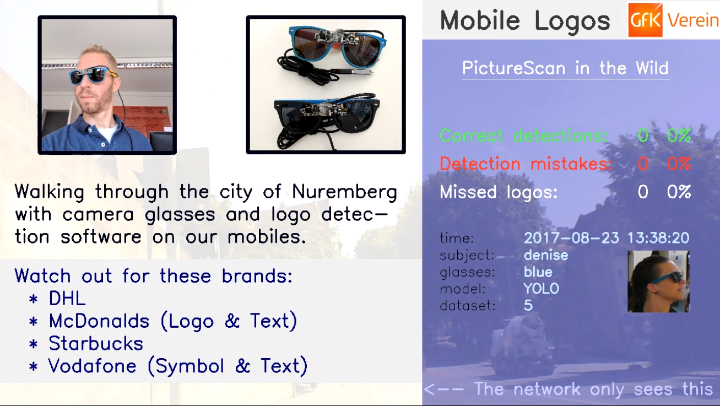 Mobile Logos
GfK Verein
PictureScan in the Wild
Correct detections: 0 0%
Detection mistakes: 0 0%
Missed logos: 0 0%
Walking through the city of Nuremberg
with camera glasses and logo detec-
tion software on our mobiles.
Watch out for these brands:
* DHL
* McDonalds (Logo & Text)
* Starbucks
* Vodafone (Symbol & Text)
time: 2017-08-23 13:38:20
subject: denise
glasses: blue
model: YOLO
dataset: 5
<-- The network only sees this